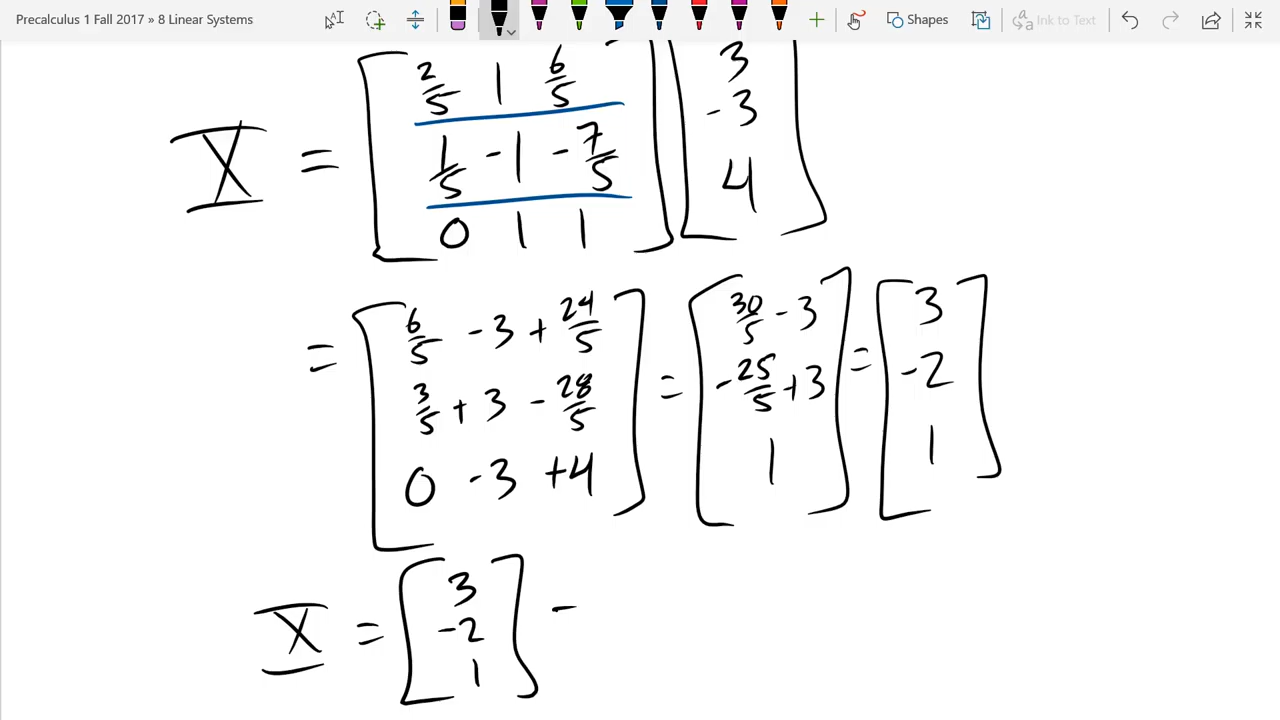 Precalculus 1 Fall 2017 » 8 Linear Systems
Shapes
Ink to Text
X = [ 2/5 1 6/5 ] [ 3 ]
[ 1/5 -1 -7/5 ] [ -3 ]
[ 0 1 1 ] [ 4 ]
= [ 6/5 -3 + 24/5 ] = [ 30/5 - 3 ] = [ 3 ]
[ 3/5 + 3 - 28/5 ] [ -25/5 + 3 ] [ -2 ]
[ 0 -3 +4 ] [ 1 ] [ 1 ]
X = [ 3 ] -
[ -2 ]
[ 1 ]